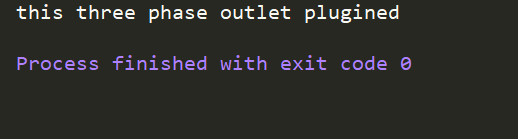 this three phase outlet plugined
Process finished with exit code 0